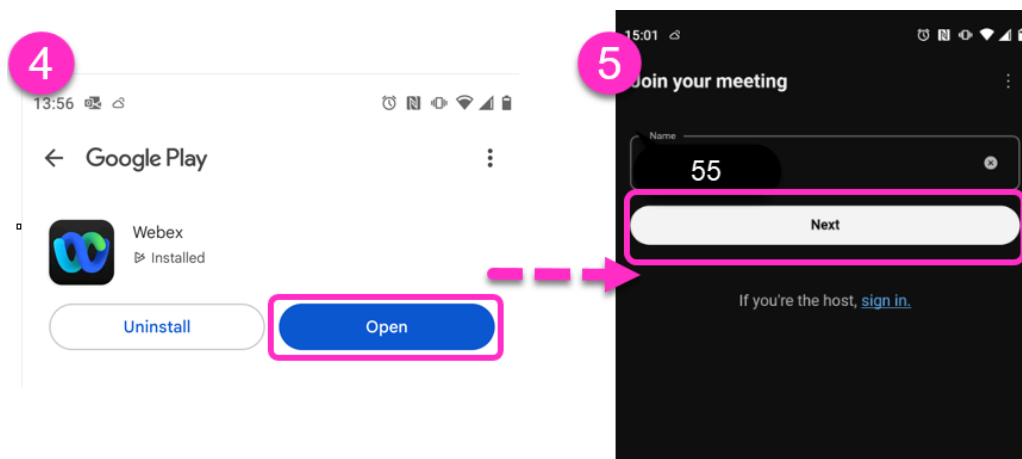 4
13:56
Google Play
Webex
Installed
Uninstall
Open
5
15:01
Join your meeting
Name
55
Next
If you're the host, sign in.